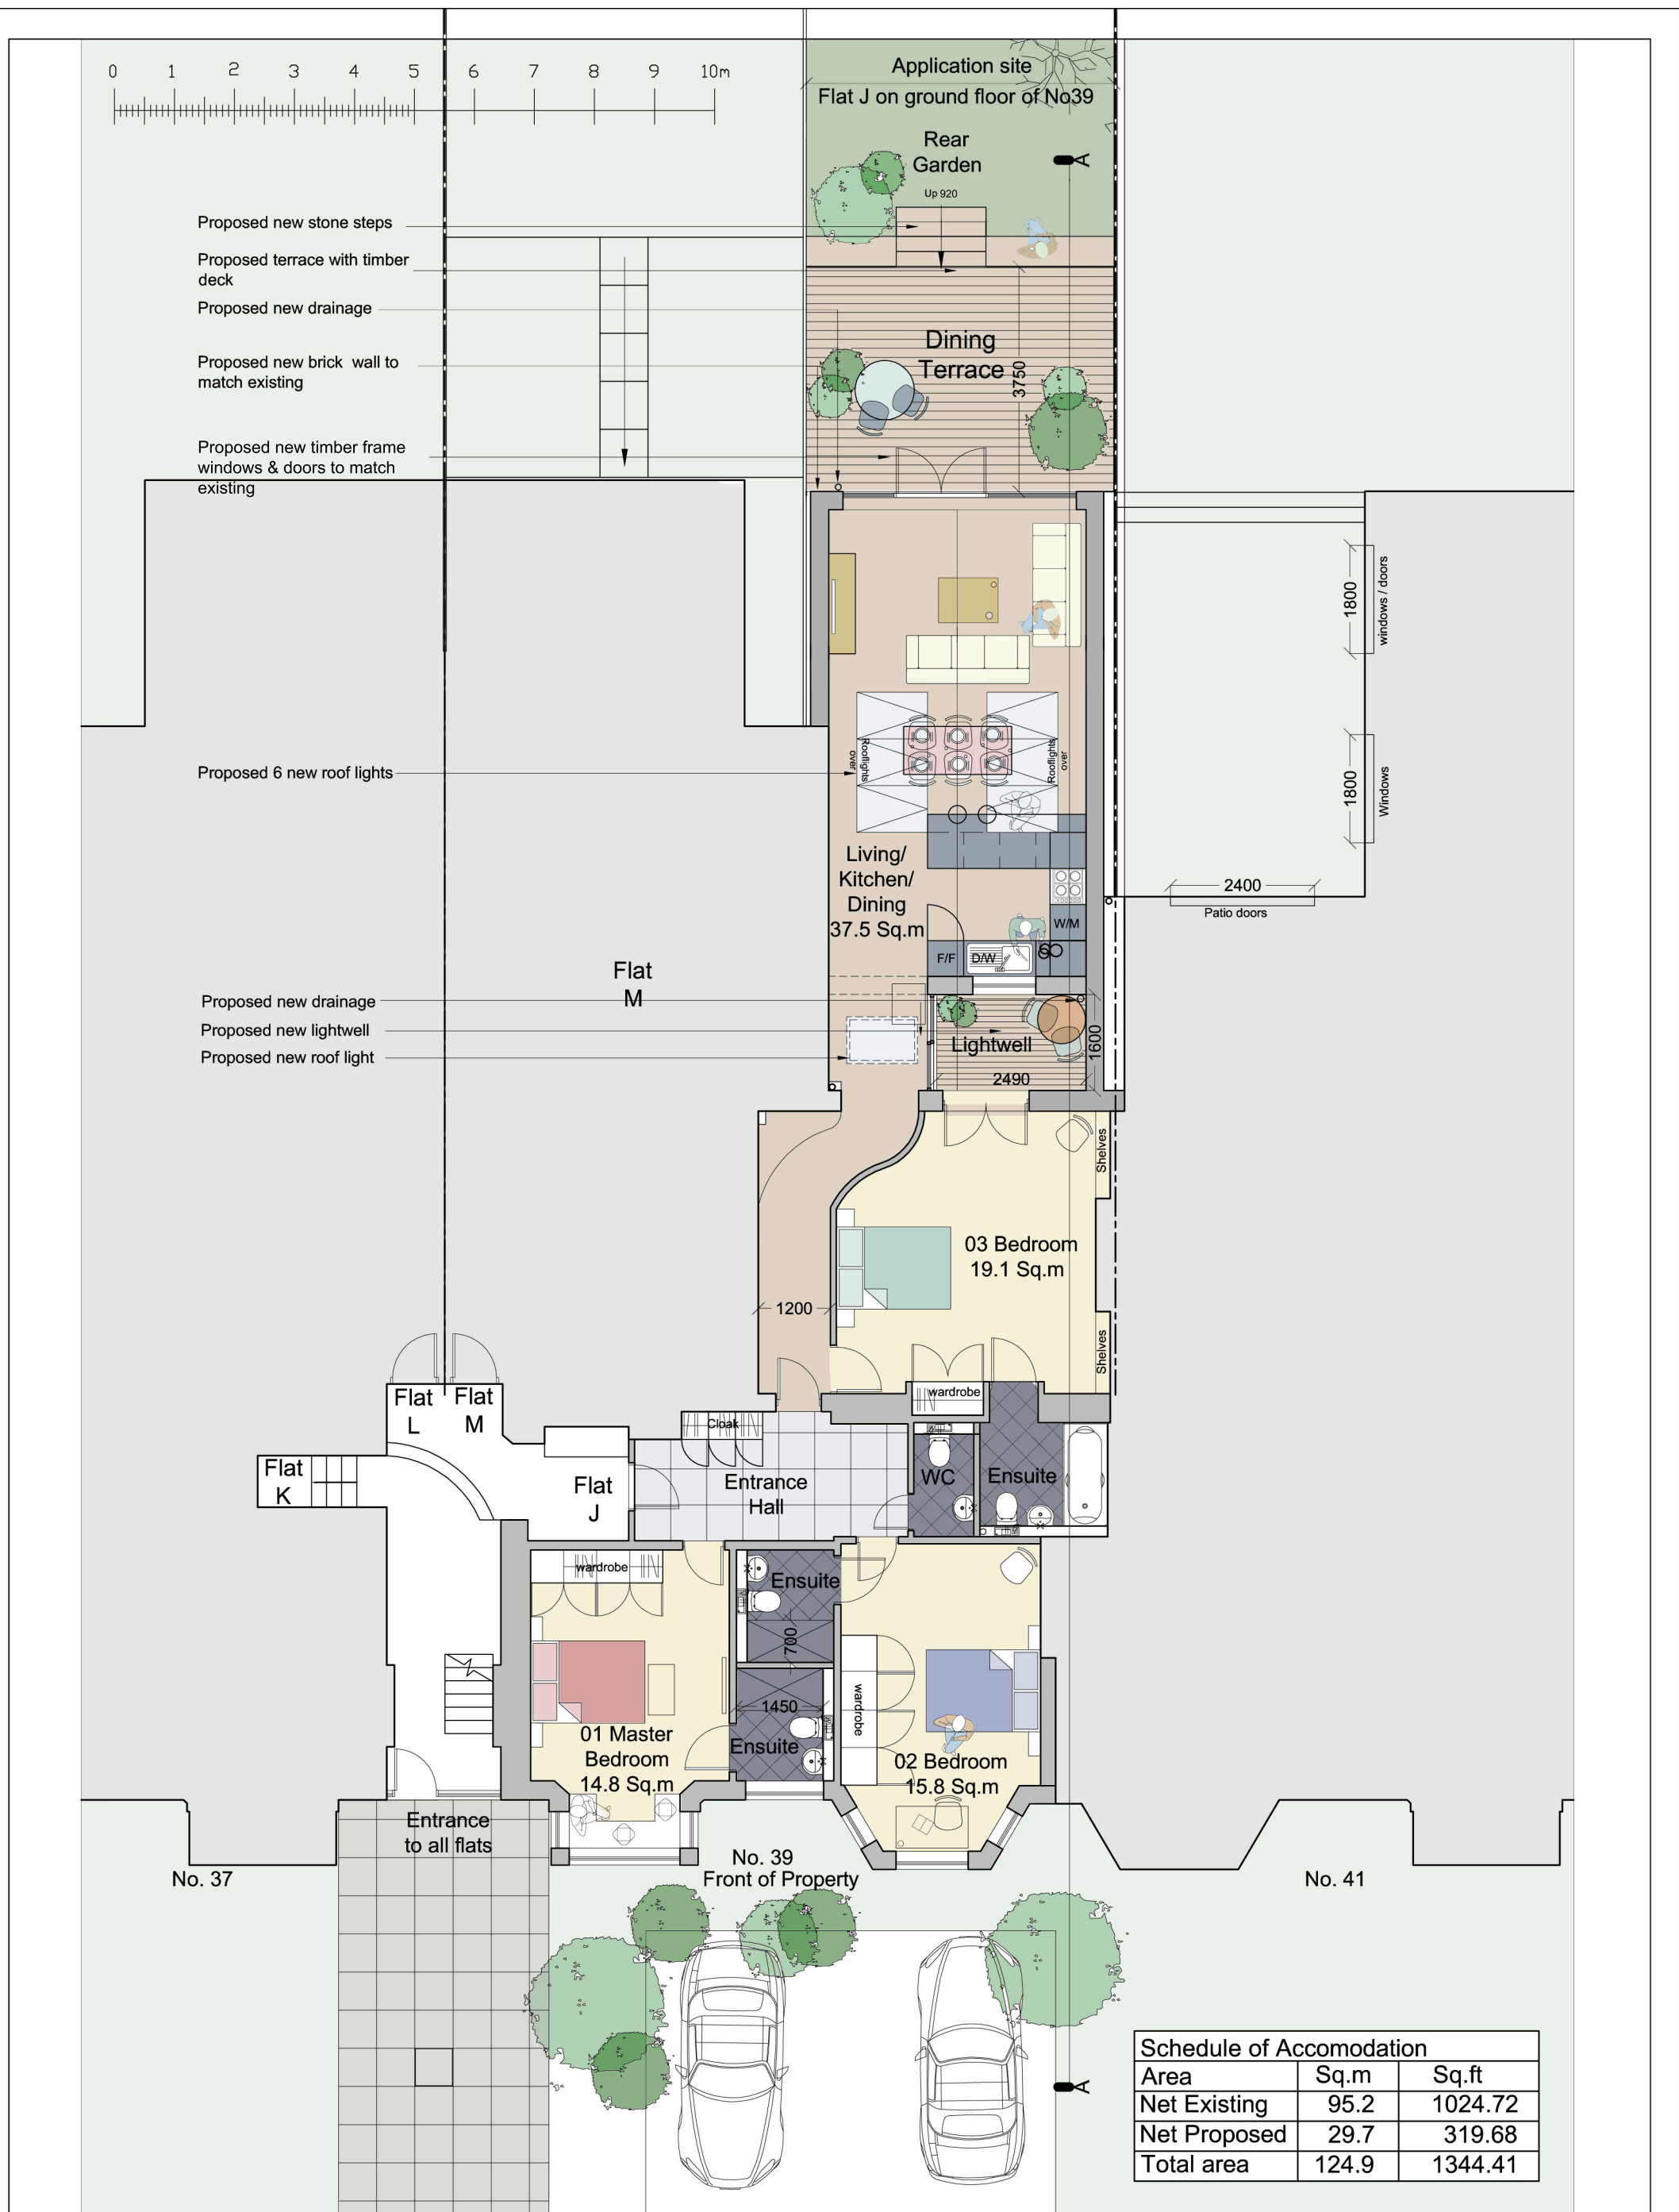 0 1 2 3 4 5 6 7 8 9 10m
Application site
Flat J on ground floor of No39
Rear
Garden
A
Up 920
Proposed new stone steps
Proposed terrace with timber
deck
Proposed new drainage
Proposed new brick wall to
match existing
Proposed new timber frame
windows & doors to match
existing
Dining
Terrace
3750
1800
windows / doors
Proposed 6 new roof lights
Rooflights
over
Rooflights
over
1800
Windows
Living/
Kitchen/
Dining
37.5 Sq.m
2400
Patio doors
W/M
F/F
D/W
Flat
M
Proposed new drainage
Proposed new lightwell
Proposed new roof light
Lightwell
1600
2490
Shelves
03 Bedroom
19.1 Sq.m
1200
Shelves
wardrobe
Flat
L
Flat
M
Cloak
Flat
K
Flat
J
Entrance
Hall
WC
Ensuite
wardrobe
Ensuite
700
1450
Ensuite
wardrobe
01 Master
Bedroom
14.8 Sq.m
02 Bedroom
15.8 Sq.m
Entrance
to all flats
No. 37
No. 39
Front of Property
No. 41
A
Schedule of Accomodation
Area Sq.m Sq.ft
Net Existing 95.2 1024.72
Net Proposed 29.7 319.68
Total area 124.9 1344.41